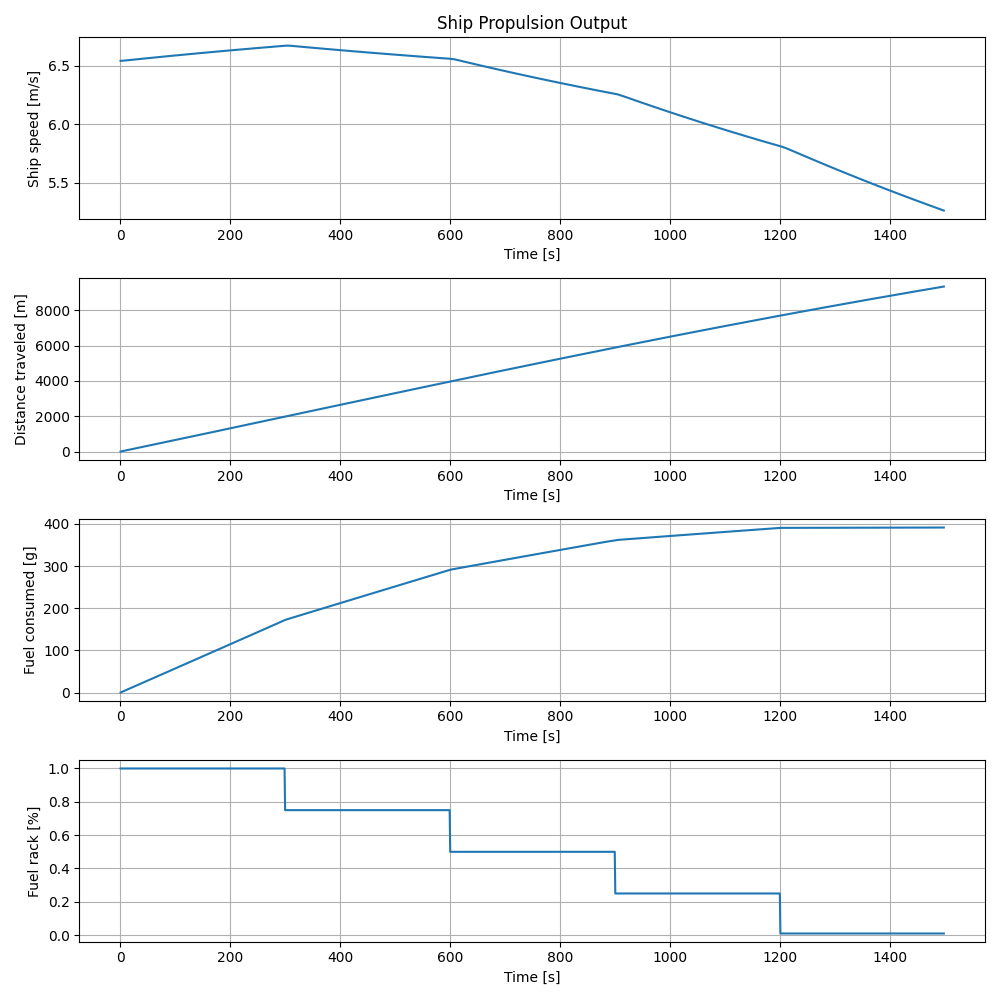 Ship Propulsion Output
Ship speed [m/s]
6.5
6.0
5.5
0 200 400 600 800 1000 1200 1400
Time [s]
Distance traveled [m]
8000
6000
4000
2000
0
0 200 400 600 800 1000 1200 1400
Time [s]
Fuel consumed [g]
400
300
200
100
0
0 200 400 600 800 1000 1200 1400
Time [s]
Fuel rack [%]
1.0
0.8
0.6
0.4
0.2
0.0
0 200 400 600 800 1000 1200 1400
Time [s]